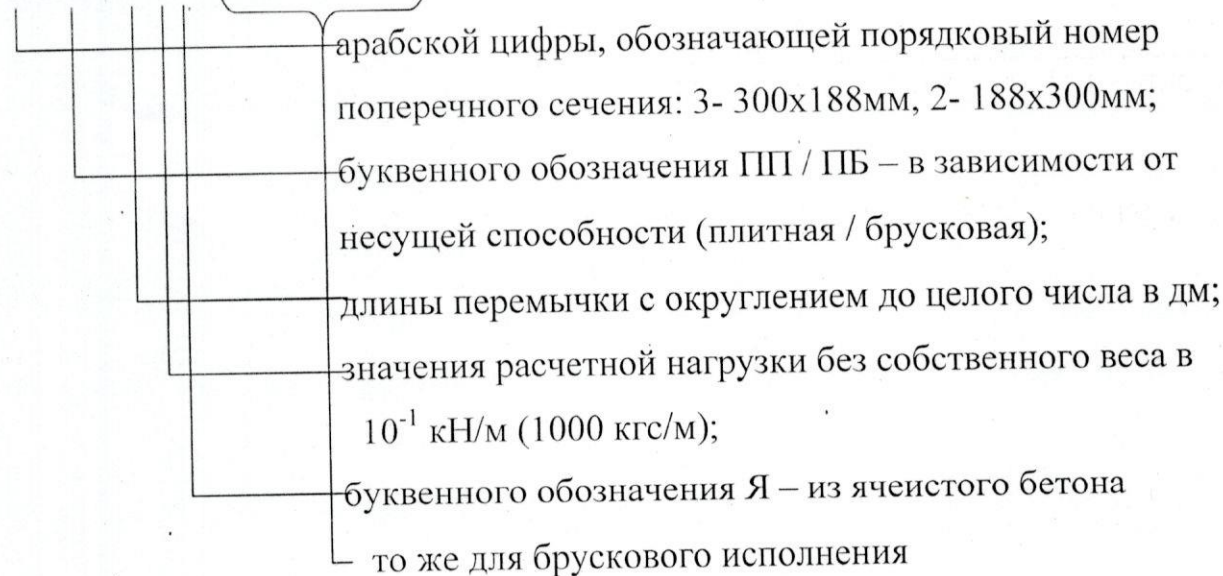 арабской цифры, обозначающей порядковый номер
поперечного сечения: 3- 300х188мм, 2- 188х300мм;
буквенного обозначения ПП / ПБ – в зависимости от
несущей способности (плитная / брусковая);
длины перемычки с округлением до целого числа в дм;
значения расчетной нагрузки без собственного веса в
10⁻¹ кН/м (1000 кгс/м);
буквенного обозначения Я – из ячеистого бетона
то же для брускового исполнения